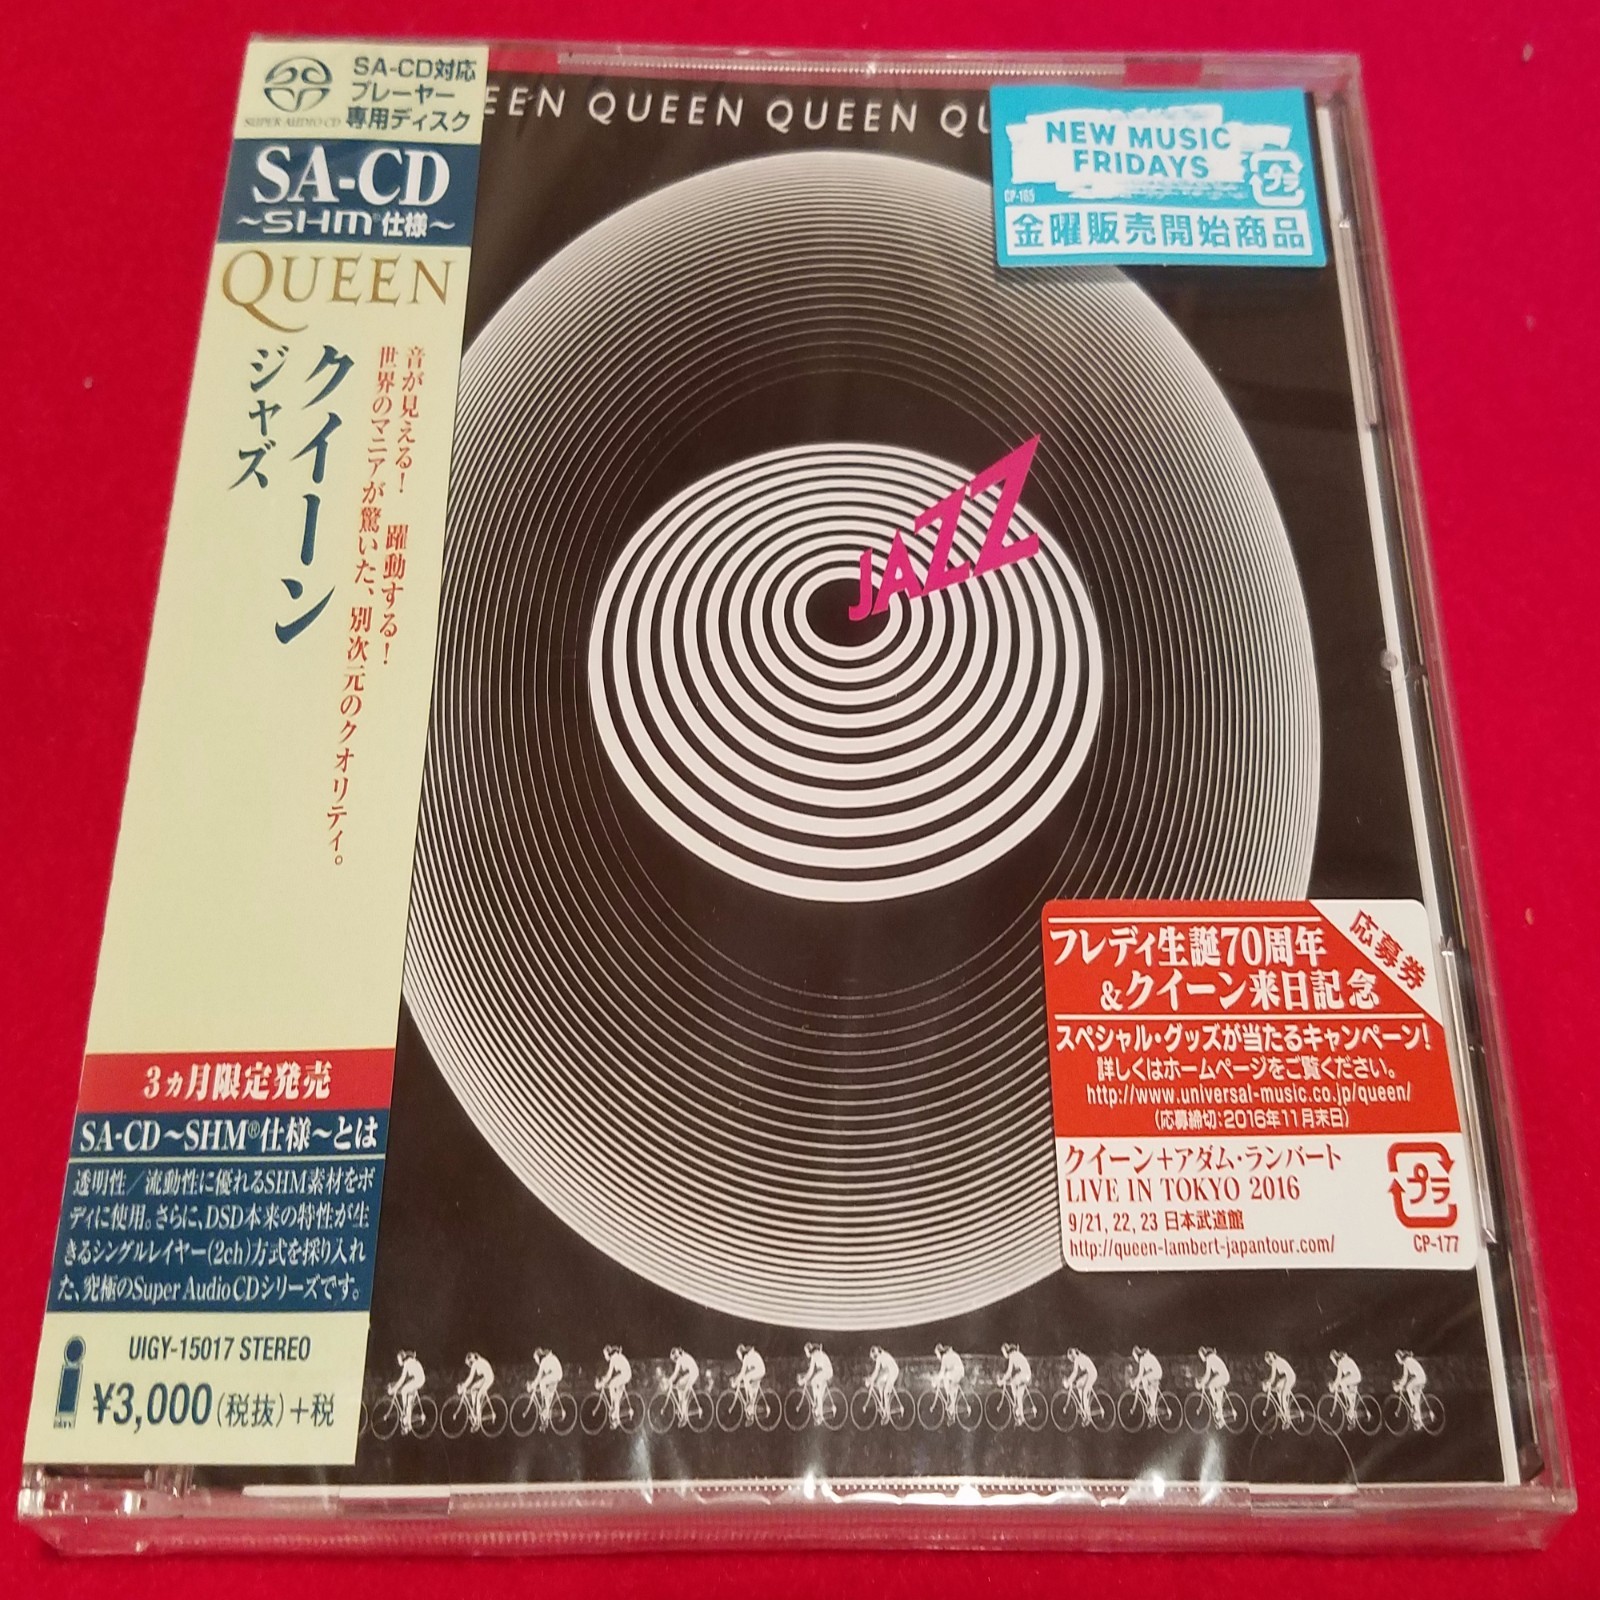 SUPER AUDIO CD
SA-CD対応
プレーヤー
専用ディスク
SA-CD
~SHM®仕様~
QUEEN
クイーン
ジャズ
音が見える! 躍動する!
世界のマニアが驚いた、別次元のクオリティ。
3ヵ月限定発売
SA-CD~SHM®仕様~とは
透明性/流動性に優れるSHM素材をボ
ディに使用。さらに、DSD本来の特性が生
きるシングルレイヤー(2ch)方式を採り入れ
た、究極のSuper Audio CDシリーズです。
UIGY-15017 STEREO
¥3,000(税抜)+税
EEN QUEEN QUEEN QU
NEW MUSIC
FRIDAYS
プラ
CP-165
金曜販売開始商品
JAZZ
応募券
フレディ生誕70周年
&クイーン来日記念
スペシャル・グッズが当たるキャンペーン!
詳しくはホームページをご覧ください。
http://www.universal-music.co.jp/queen/
(応募締切:2016年11月末日)
クイーン+アダム・ランバート
LIVE IN TOKYO 2016
9/21, 22, 23 日本武道館
http://queen-lambert-japantour.com/
プラ
CP-177